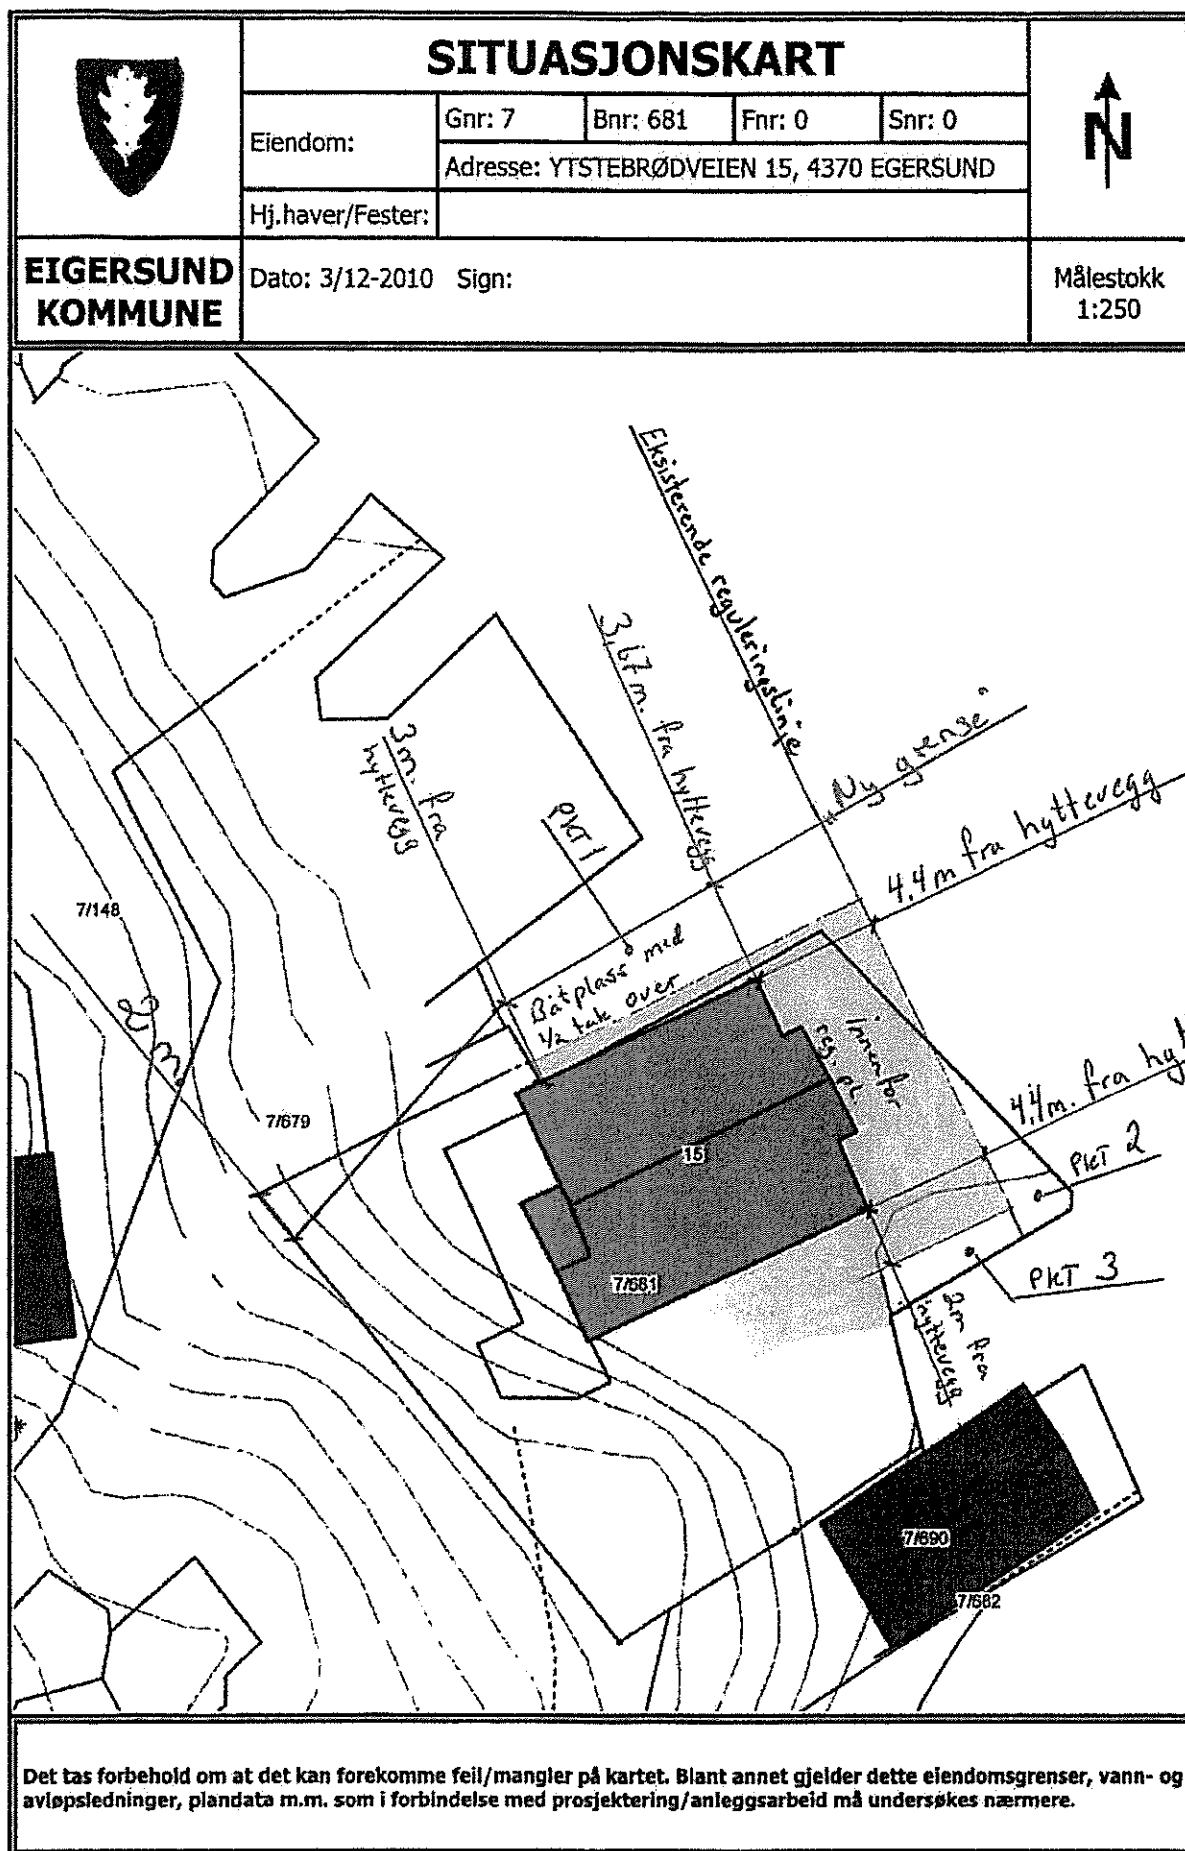 SITUASJONSKART
Eiendom:
Gnr: 7
Bnr: 681
Fnr: 0
Snr: 0
Adresse: YTSTEBRØDVEIEN 15, 4370 EGERSUND
Hj.haver/Fester:
N
EIGERSUND
KOMMUNE
Dato: 3/12-2010 Sign:
Målestokk
1:250
Eksisterende reguleringslinje
3,67 m. fra hyttevegg
3m. fra
hyttevegg
PKT 1
Ny grense
4.4 m fra hyttevegg
7/148
2 m.
Båtplass med
1/2 tak over
innenfor
reg. pl.
7/679
15
4,4m. fra
PKT 2
7/681
PKT 3
2m fra
hyttevegg
7/690
7/682
Det tas forbehold om at det kan forekomme feil/mangler på kartet. Blant annet gjelder dette eiendomsgrenser, vann- og
avløpsledninger, plandata m.m. som i forbindelse med prosjektering/anleggsarbeid må undersøkes nærmere.